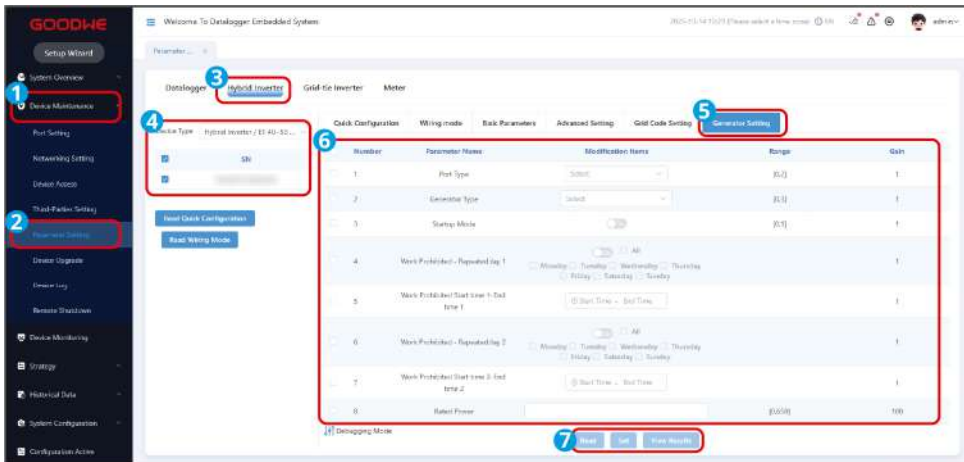 GOODWE
Welcome To Datalogger Embedded System
admin
Setup Wizard
Parameter ...
System Overview
1
Device Maintenance
Port Setting
Networking Setting
Device Access
Third-Parties Setting
2
Parameter Setting
Device Upgrade
Device Log
Remote Shutdown
Device Monitoring
Strategy
Historical Data
System Configuration
Configuration Active
Datalogger
3
Hybrid Inverter
Grid-tie Inverter
Meter
4
Device Type
SN
Read Quick Configuration
Read Wiring Mode
Quick Configuration
Wiring mode
Basic Parameters
Advanced Setting
Grid Code Setting
5
Generator Setting
6
Number Parameter Name Modification Items Range Gain
1 Port Type Select [0,2] 1
2 Generator Type Select 1
3 Startup Mode [0,1] 1
4 Work Prohibited - Repeated day 1 All 1
Monday Tuesday Wednesday Thursday
Friday Saturday Sunday
5 Work Prohibited Start time 1- End Start Time - End Time 1
time 1
6 Work Prohibited - Repeated day 2 All 1
Monday Tuesday Wednesday Thursday
Friday Saturday Sunday
7 Work Prohibited Start time 2- End Start Time - End Time 1
time 2
8 Rated Power 100
Debugging Mode
7
Read Set View Results